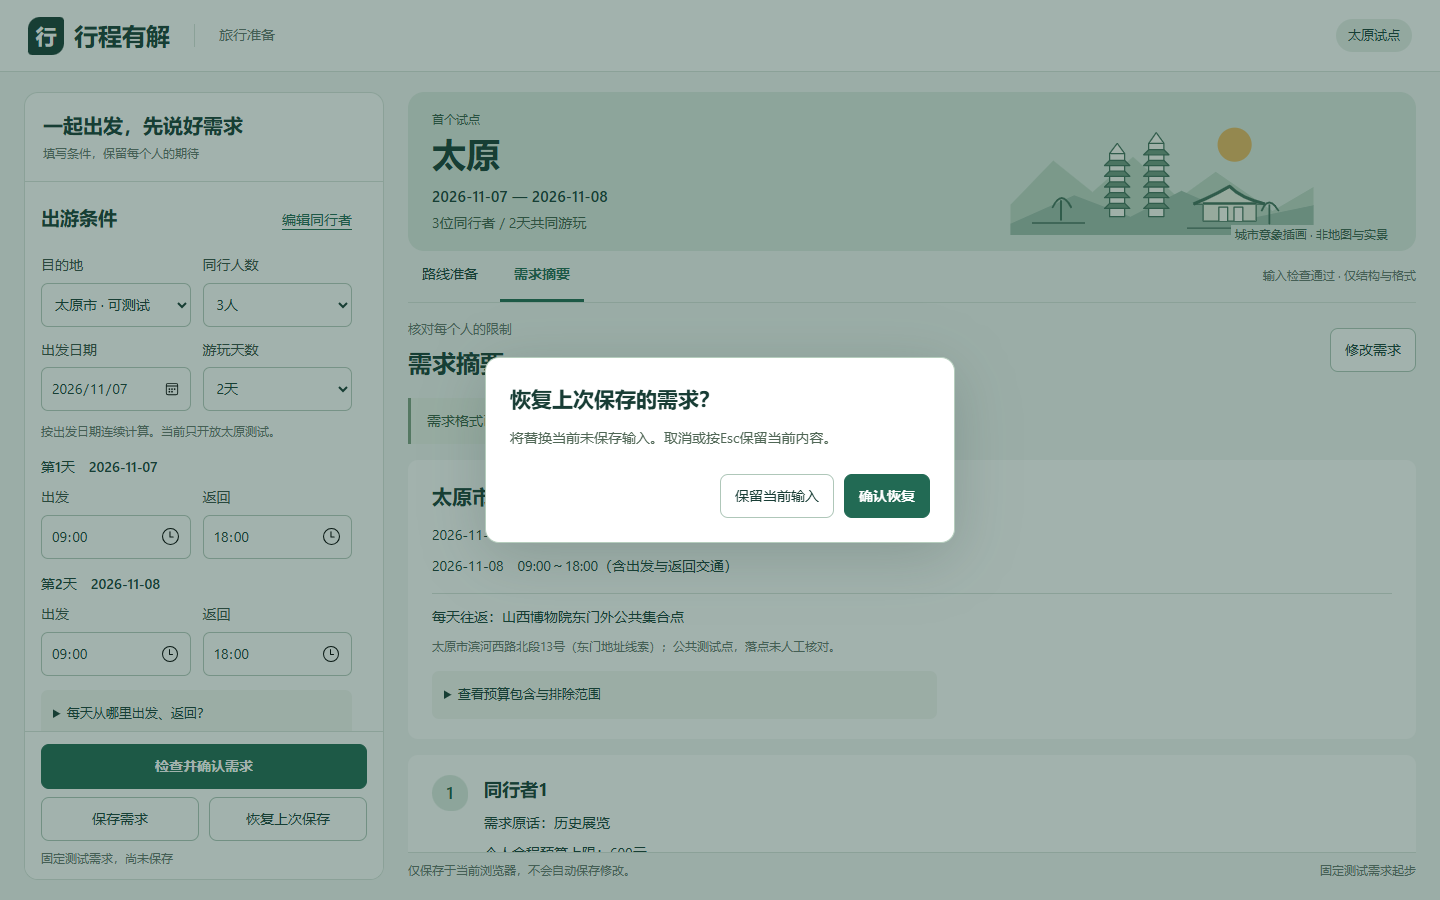 行 行程有解
旅行准备
太原试点
一起出发，先说好需求
填写条件，保留每个人的期待
出游条件
编辑同行者
目的地
同行人数
太原市 · 可测试
3人
出发日期
游玩天数
2026/11/07
2天
按出发日期连续计算。当前只开放太原测试。
第1天 2026-11-07
出发
返回
09:00
18:00
第2天 2026-11-08
出发
返回
09:00
18:00
▶ 每天从哪里出发、返回？
检查并确认需求
保存需求
恢复上次保存
固定测试需求，尚未保存
首个试点
太原
2026-11-07 — 2026-11-08
3位同行者 / 2天共同游玩
城市意象插画 · 非地图与实景
路线准备
需求摘要
输入检查通过 · 仅结构与格式
核对每个人的限制
需求摘要
修改需求
需求格式
恢复上次保存的需求？
将替换当前未保存输入。取消或按Esc保留当前内容。
保留当前输入
确认恢复
太原市
2026-11-
2026-11-08 09:00～18:00（含出发与返回交通）
每天往返：山西博物院东门外公共集合点
太原市滨河西路北段13号（东门地址线索）；公共测试点，落点未人工核对。
▶ 查看预算包含与排除范围
1
同行者1
需求原话：历史展览
个人全程预算上限：600元
仅保存于当前浏览器，不会自动保存修改。
固定测试需求起步